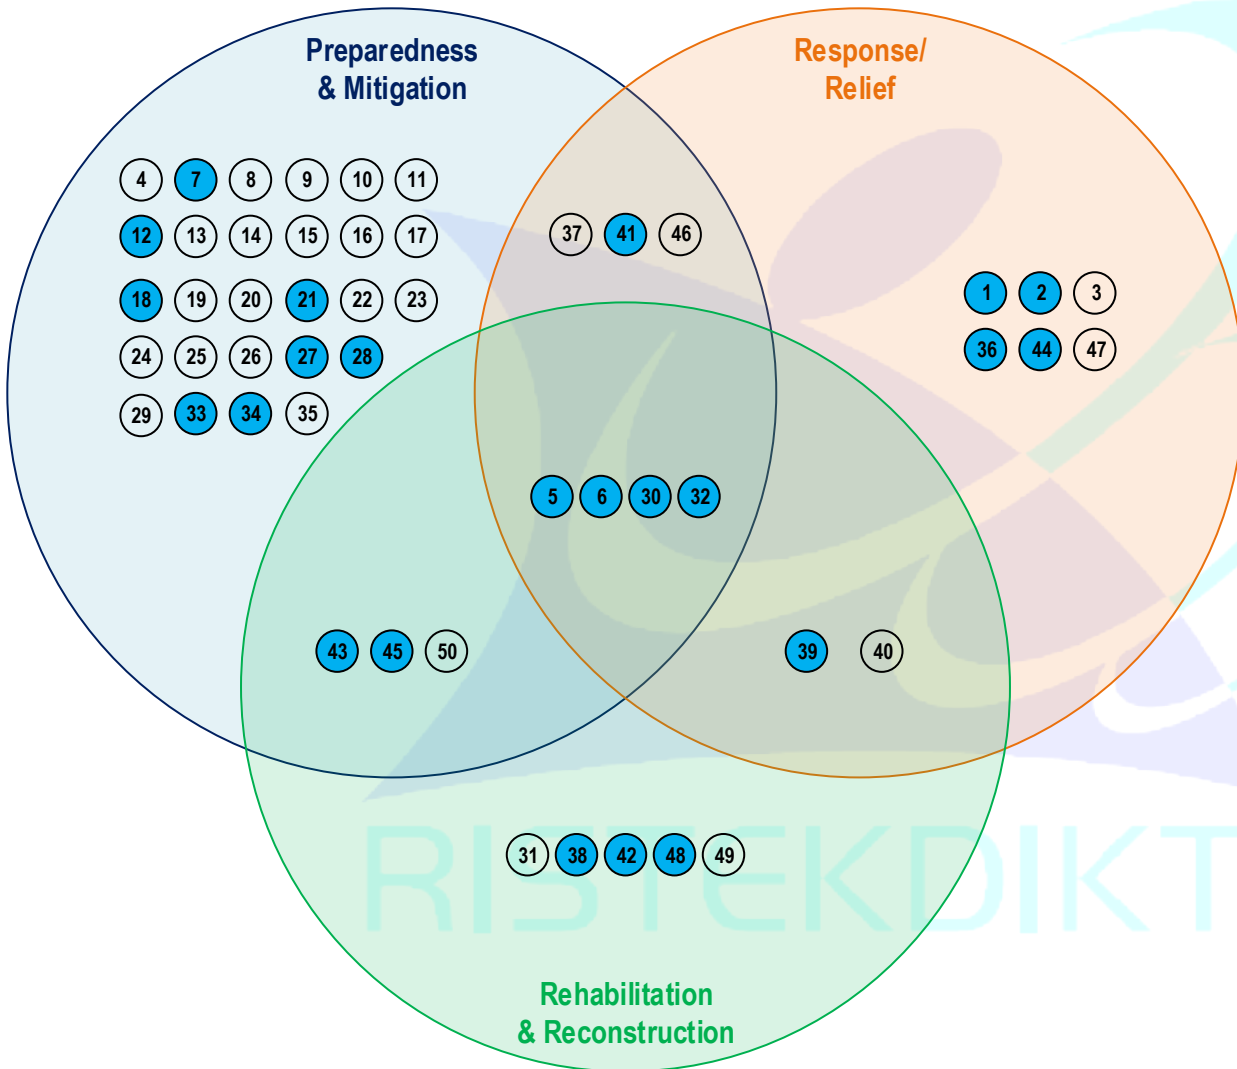 Preparedness
& Mitigation
Response/
Relief
4 7 8 9 10 11
12 13 14 15 16 17
37 41 46
18 19 20 21 22 23
1 2 3
24 25 26 27 28
36 44 47
29 33 34 35
5 6 30 32
43 45 50
39 40
31 38 42 48 49
RISTEKDIKT
Rehabilitation
& Reconstruction